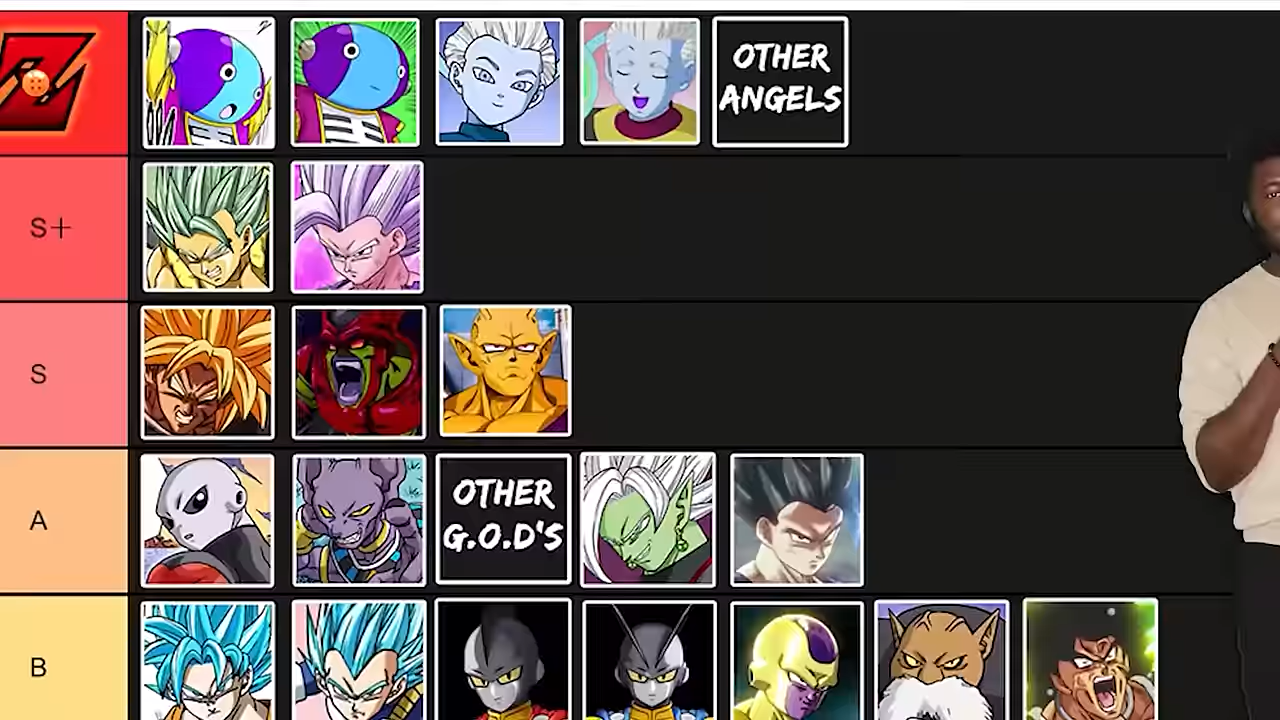 OTHER
ANGELS
S+
S
A
OTHER
G.O.D'S
B